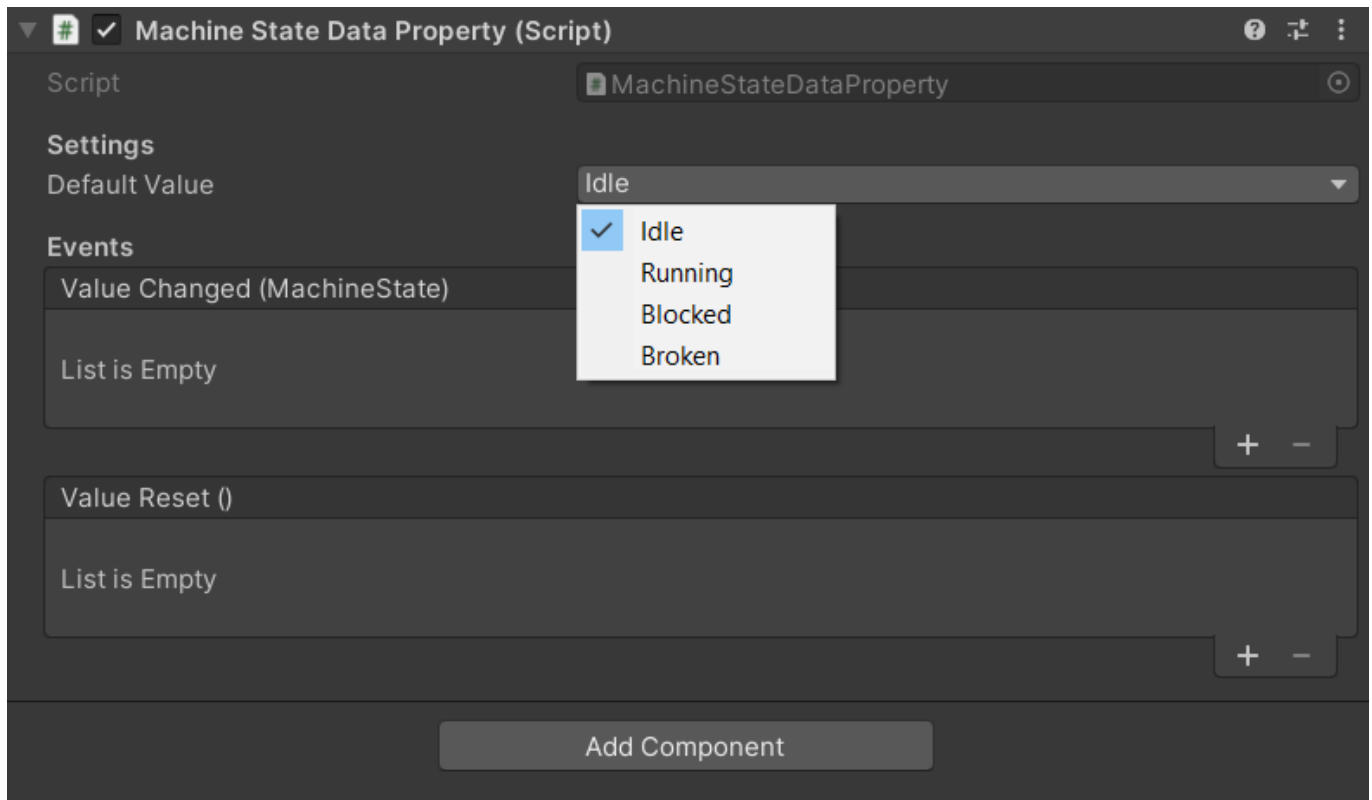 Machine State Data Property (Script)
Script
MachineStateDataProperty
Settings
Default Value
Idle
Idle
Running
Blocked
Broken
Events
Value Changed (MachineState)
List is Empty
+ −
Value Reset ()
List is Empty
+ −
Add Component